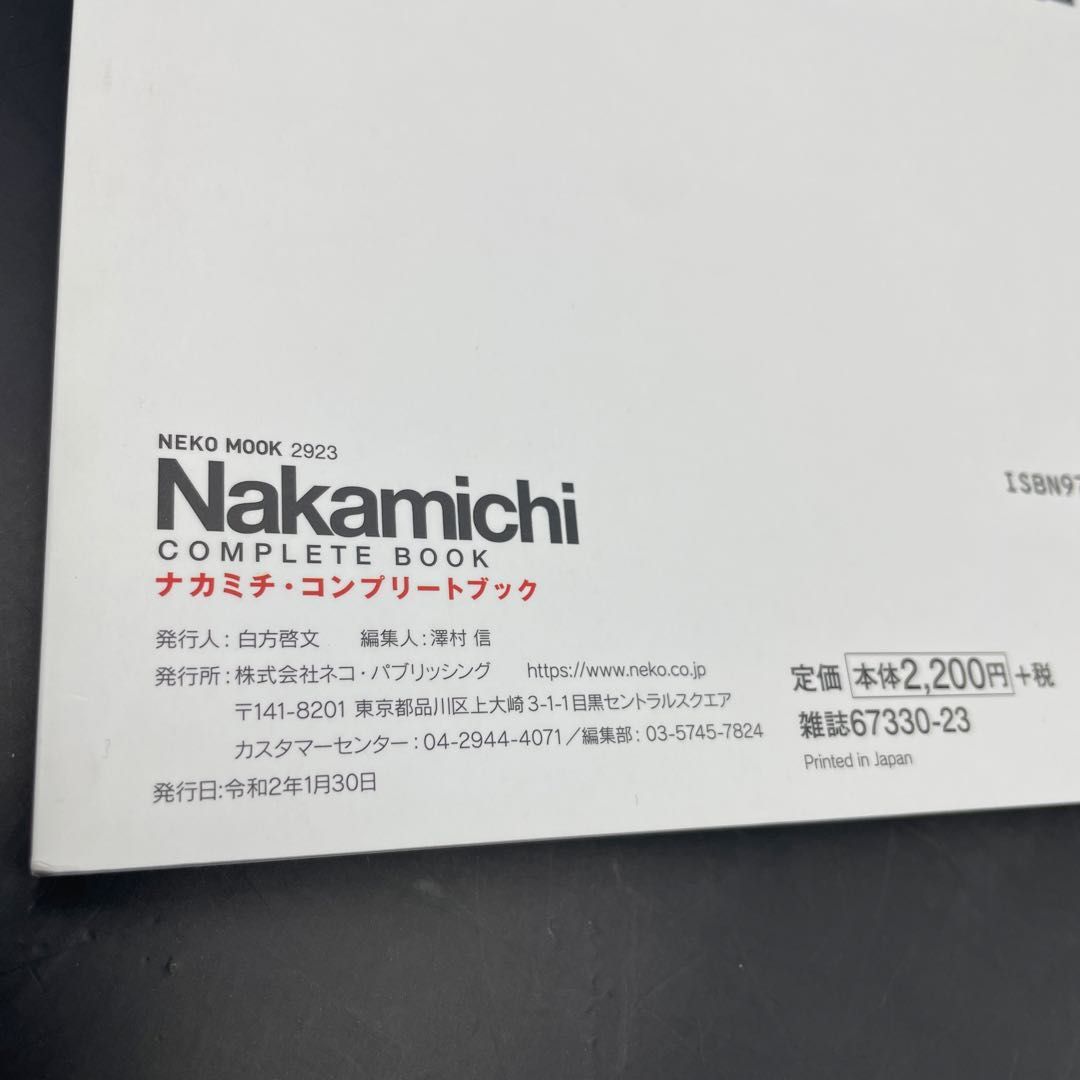 NEKO MOOK 2923
Nakamichi
COMPLETE BOOK
ナカミチ・コンプリートブック
発行人：白方啓文　編集人：澤村 信
発行所：株式会社ネコ・パブリッシング　https://www.neko.co.jp
〒141-8201 東京都品川区上大崎3-1-1目黒セントラルスクエア
カスタマーセンター：04-2944-4071／編集部：03-5745-7824
発行日:令和2年1月30日
ISBN97
定価 本体2,200円+税
雑誌67330-23
Printed in Japan